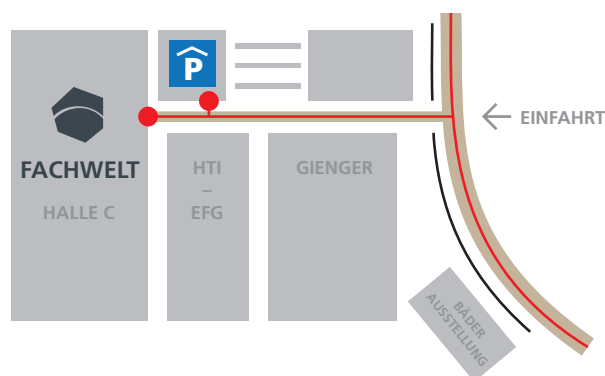 P
EINFAHRT
FACHWELT
HALLE C
HTI
–
EFG
GIENGER
BÄDER
AUSSTELLUNG